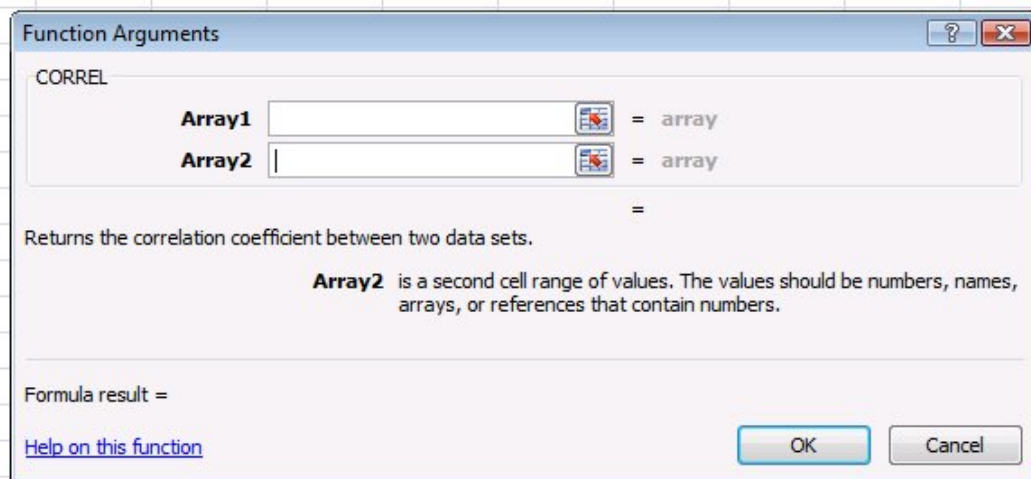 Function Arguments
CORREL
Array1 = array
Array2 = array
=
Returns the correlation coefficient between two data sets.
Array2 is a second cell range of values. The values should be numbers, names,
arrays, or references that contain numbers.
Formula result =
Help on this function
OK Cancel